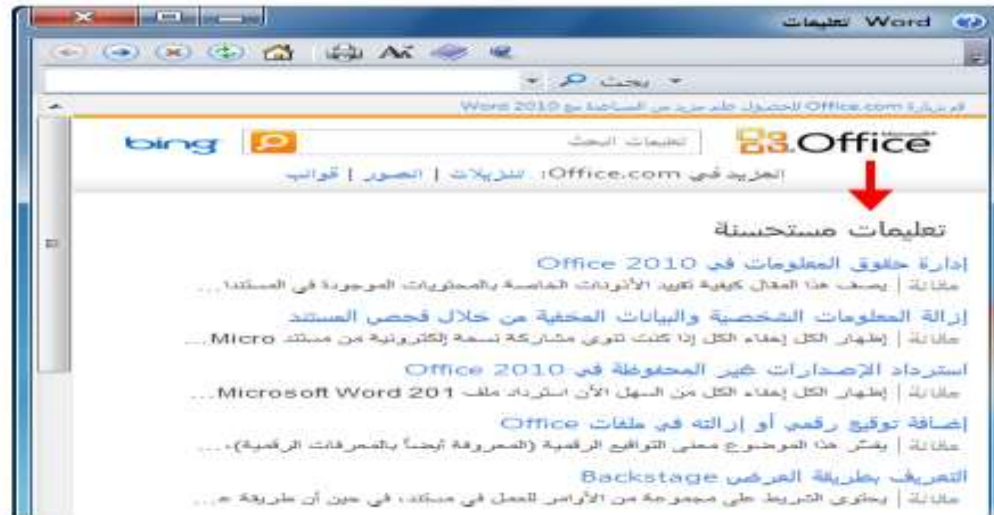 تعليمات Word
بحث
قم بزيارة Office.com للحصول على مزيد من المساعدة مع Word 2010
Microsoft Office
تعليمات البحث
bing
المزيد في Office.com: تنزيلات | الصور | قوالب
تعليمات مستحسنة
إدارة حقوق المعلومات في Office 2010
مقالة | يصف هذا المقال كيفية تقييد الأذونات الخاصة بالمحتويات الموجودة في المستندا...
إزالة المعلومات الشخصية والبيانات المخفية من خلال فحص المستند
مقالة | إظهار الكل إخفاء الكل إذا كنت تنوي مشاركة نسخة إلكترونية من مستند Micro...
استرداد الإصدارات غير المحفوظة في Office 2010
مقالة | إظهار الكل إخفاء الكل من السهل الآن استرداد ملف Microsoft Word 201...
إضافة توقيع رقمي أو إزالته في ملفات Office
مقالة | يفسّر هذا الموضوع معنى التواقيع الرقمية (المعروفة أيضاً بالمعرفات الرقمية)،...
التعريف بطريقة العرض Backstage
مقالة | يحتوي الشريط على مجموعة من الأوامر للعمل في مستند، في حين أن طريقة ع...